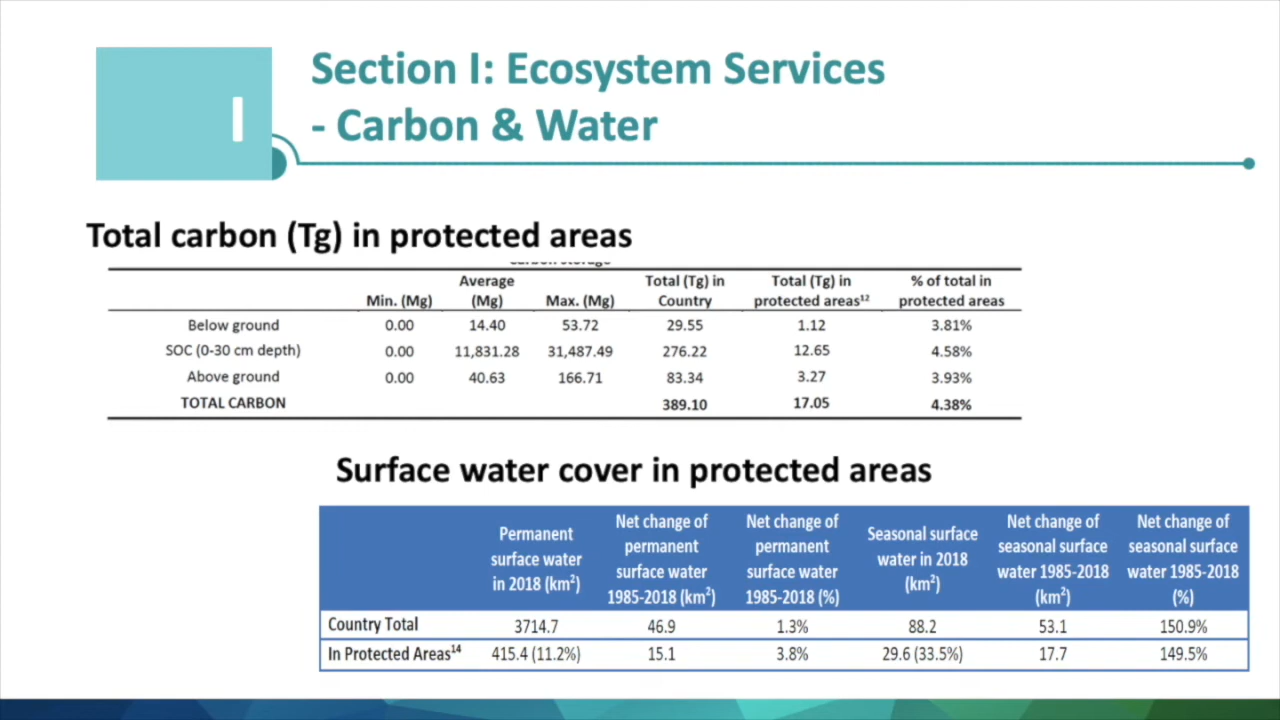 I
Section I: Ecosystem Services
- Carbon & Water
Total carbon (Tg) in protected areas
Carbon storage
Min. (Mg) Average (Mg) Max. (Mg) Total (Tg) in Country Total (Tg) in protected areas¹² % of total in protected areas
Below ground 0.00 14.40 53.72 29.55 1.12 3.81%
SOC (0-30 cm depth) 0.00 11,831.28 31,487.49 276.22 12.65 4.58%
Above ground 0.00 40.63 166.71 83.34 3.27 3.93%
TOTAL CARBON 389.10 17.05 4.38%
Surface water cover in protected areas
Permanent surface water in 2018 (km²) Net change of permanent surface water 1985-2018 (km²) Net change of permanent surface water 1985-2018 (%) Seasonal surface water in 2018 (km²) Net change of seasonal surface water 1985-2018 (km²) Net change of seasonal surface water 1985-2018 (%)
Country Total 3714.7 46.9 1.3% 88.2 53.1 150.9%
In Protected Areas¹⁴ 415.4 (11.2%) 15.1 3.8% 29.6 (33.5%) 17.7 149.5%